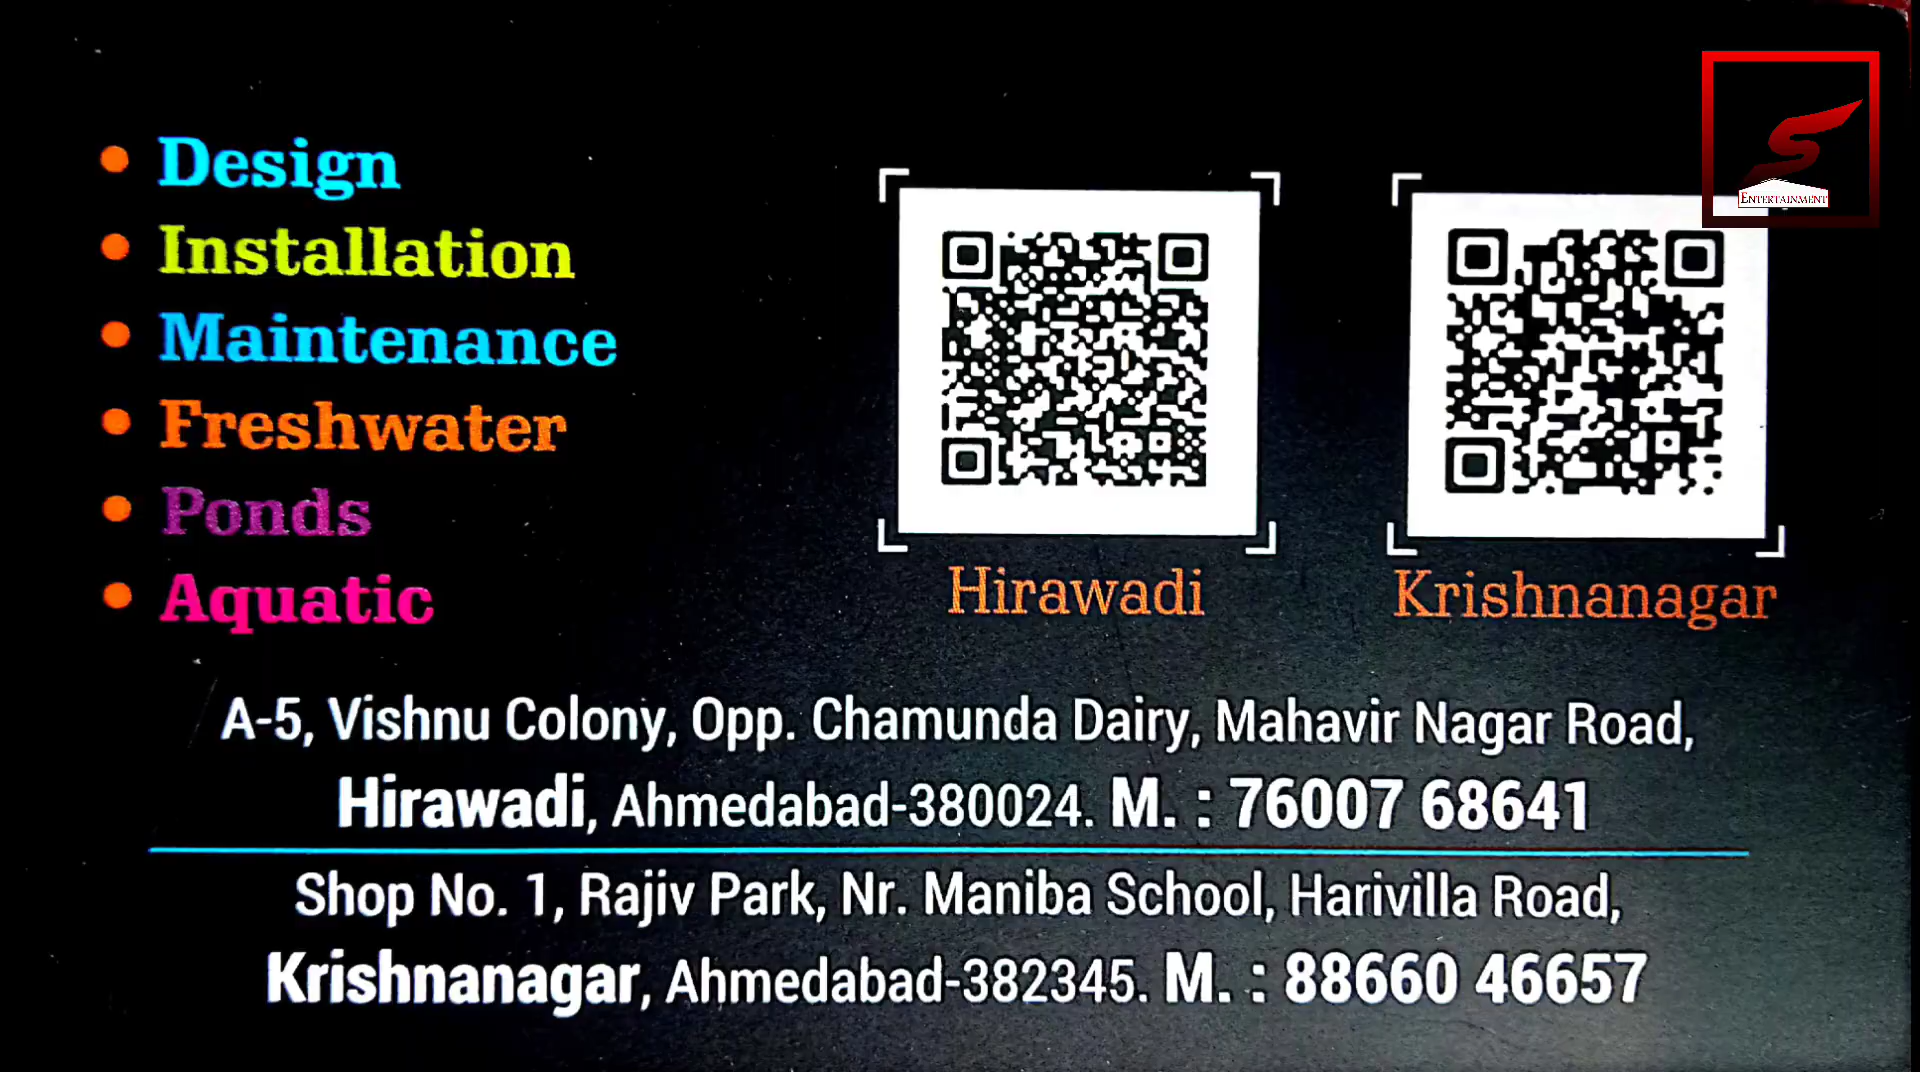 Design
Installation
Maintenance
Freshwater
Ponds
Aquatic
ENTERTAINMENT
Hirawadi
Krishnanagar
A-5, Vishnu Colony, Opp. Chamunda Dairy, Mahavir Nagar Road,
Hirawadi, Ahmedabad-380024. M. : 76007 68641
Shop No. 1, Rajiv Park, Nr. Maniba School, Harivilla Road,
Krishnanagar, Ahmedabad-382345. M. : 88660 46657